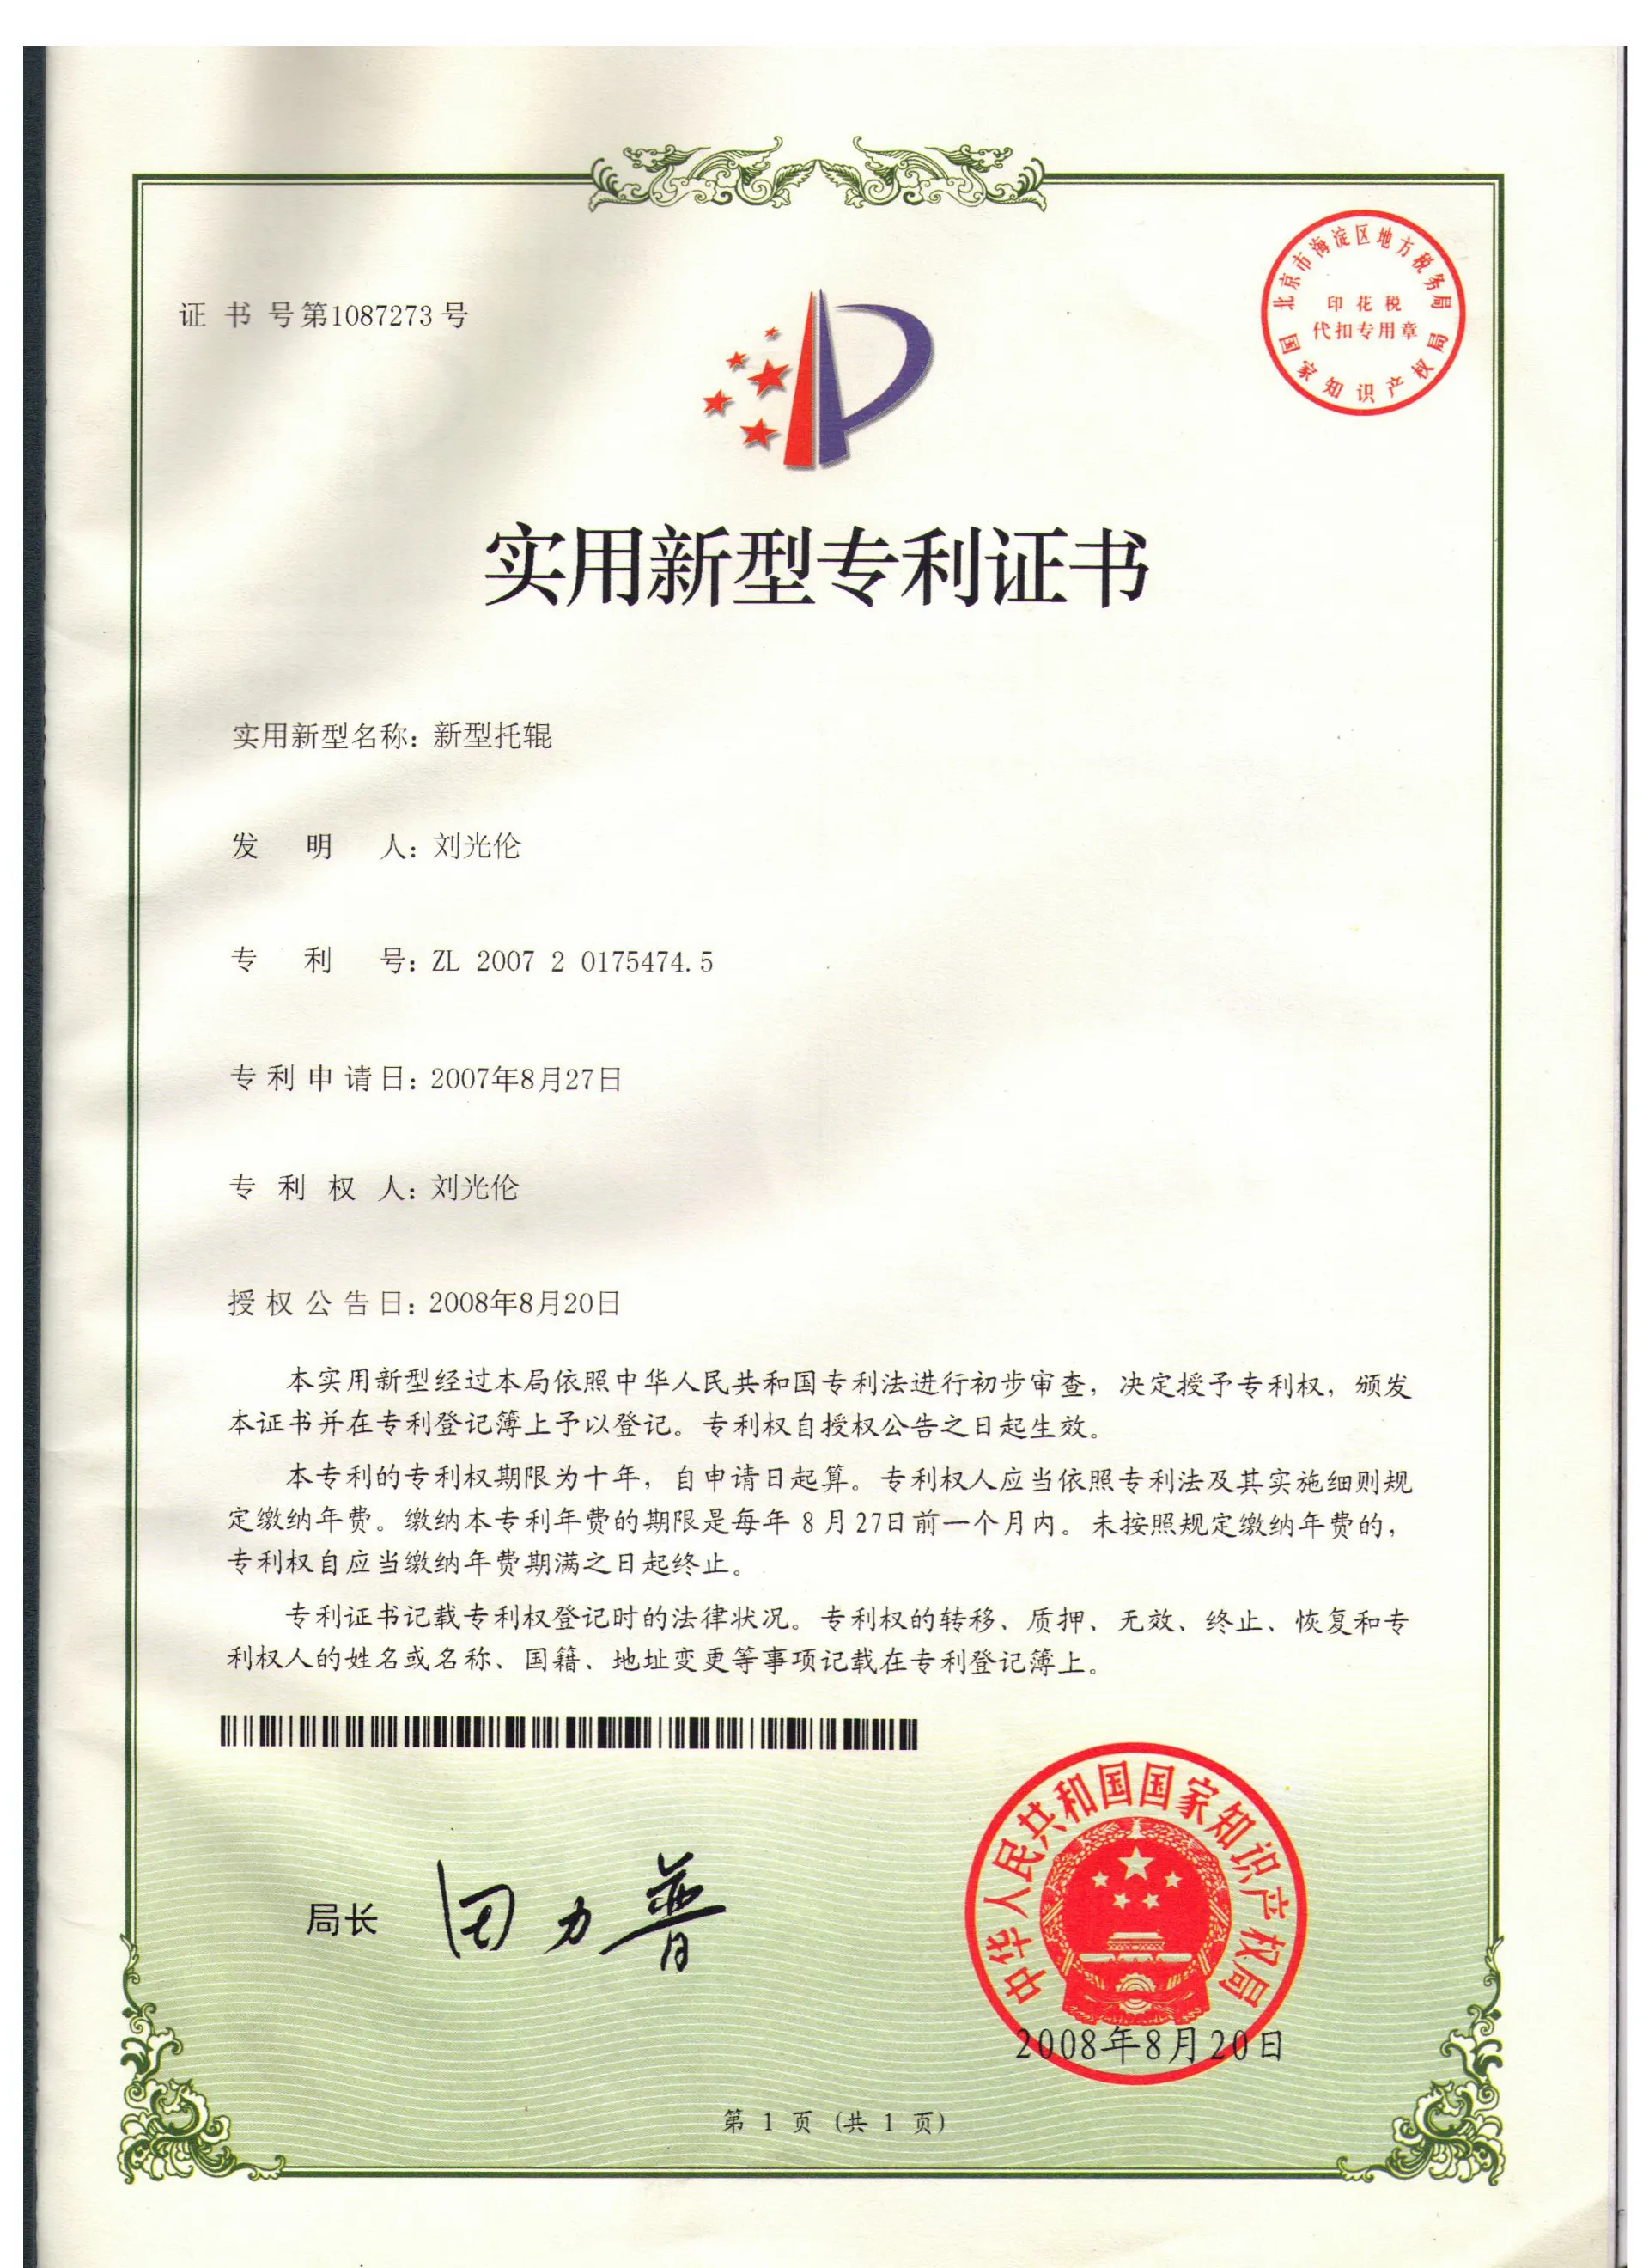 证书号第1087273号
北京市海淀区地方税务局
印花税
代扣专用章
国家知识产权局
实用新型专利证书
实用新型名称：新型托辊
发明人：刘光伦
专利号：ZL 2007 2 0175474.5
专利申请日：2007年8月27日
专利权人：刘光伦
授权公告日：2008年8月20日
本实用新型经过本局依照中华人民共和国专利法进行初步审查，决定授予专利权，颁发
本证书并在专利登记簿上予以登记。专利权自授权公告之日起生效。
本专利的专利权期限为十年，自申请日起算。专利权人应当依照专利法及其实施细则规
定缴纳年费。缴纳本专利年费的期限是每年8月27日前一个月内。未按照规定缴纳年费的，
专利权自应当缴纳年费期满之日起终止。
专利证书记载专利权登记时的法律状况。专利权的转移、质押、无效、终止、恢复和专
利权人的姓名或名称、国籍、地址变更等事项记载在专利登记簿上。
局长 田力普
中华人民共和国国家知识产权局
2008年8月20日
第 1 页 (共 1 页)